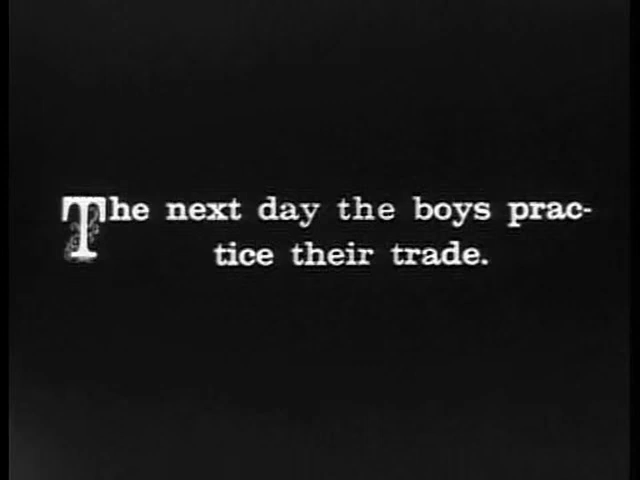 The next day the boys prac-
tice their trade.